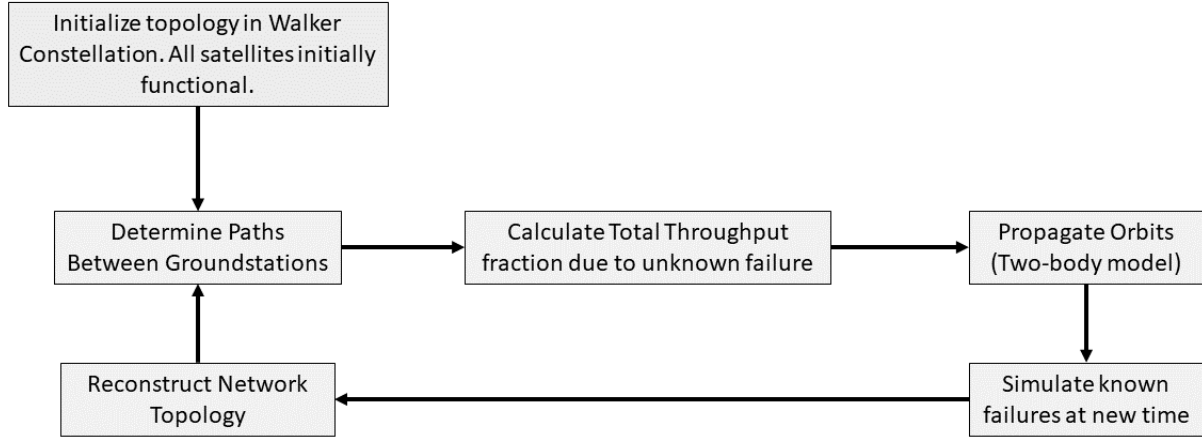 Initialize topology in Walker
Constellation. All satellites initially
functional.
Determine Paths
Between Groundstations
Calculate Total Throughput
fraction due to unknown failure
Propagate Orbits
(Two-body model)
Reconstruct Network
Topology
Simulate known
failures at new time